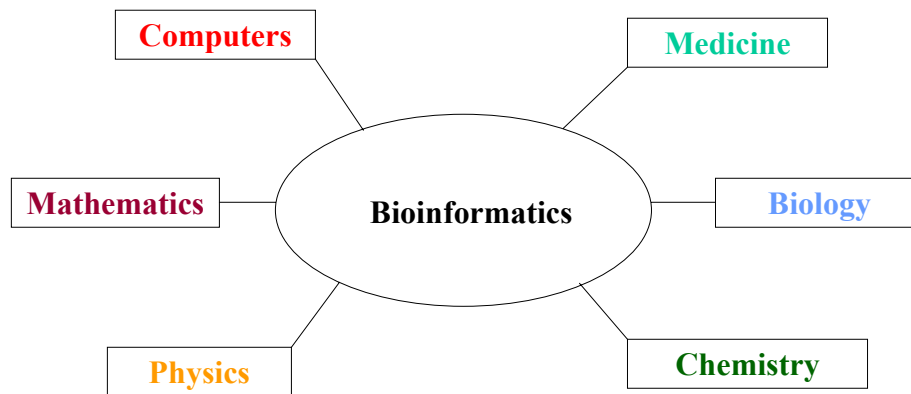 Computers
Medicine
Mathematics
Bioinformatics
Biology
Physics
Chemistry